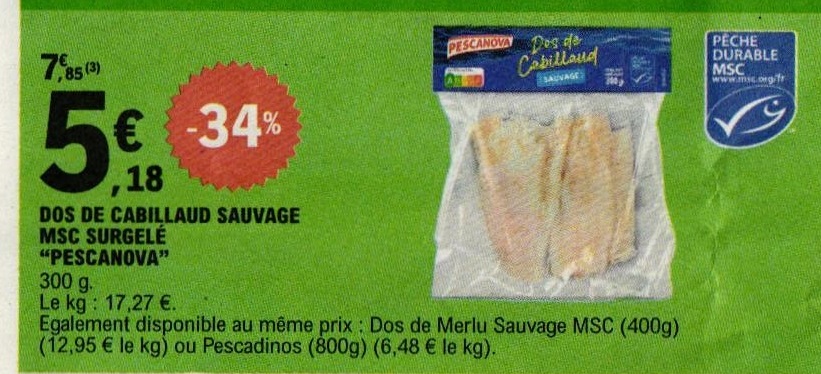 7,85 (3)
5€,18
-34%
DOS DE CABILLAUD SAUVAGE
MSC SURGELÉ
“PESCANOVA”
300 g.
Le kg : 17,27 €.
Egalement disponible au même prix : Dos de Merlu Sauvage MSC (400g)
(12,95 € le kg) ou Pescadinos (800g) (6,48 € le kg).
PESCANOVA
Dos de
Cabillaud
SAUVAGE
PÊCHE
DURABLE
MSC
www.msc.org/fr